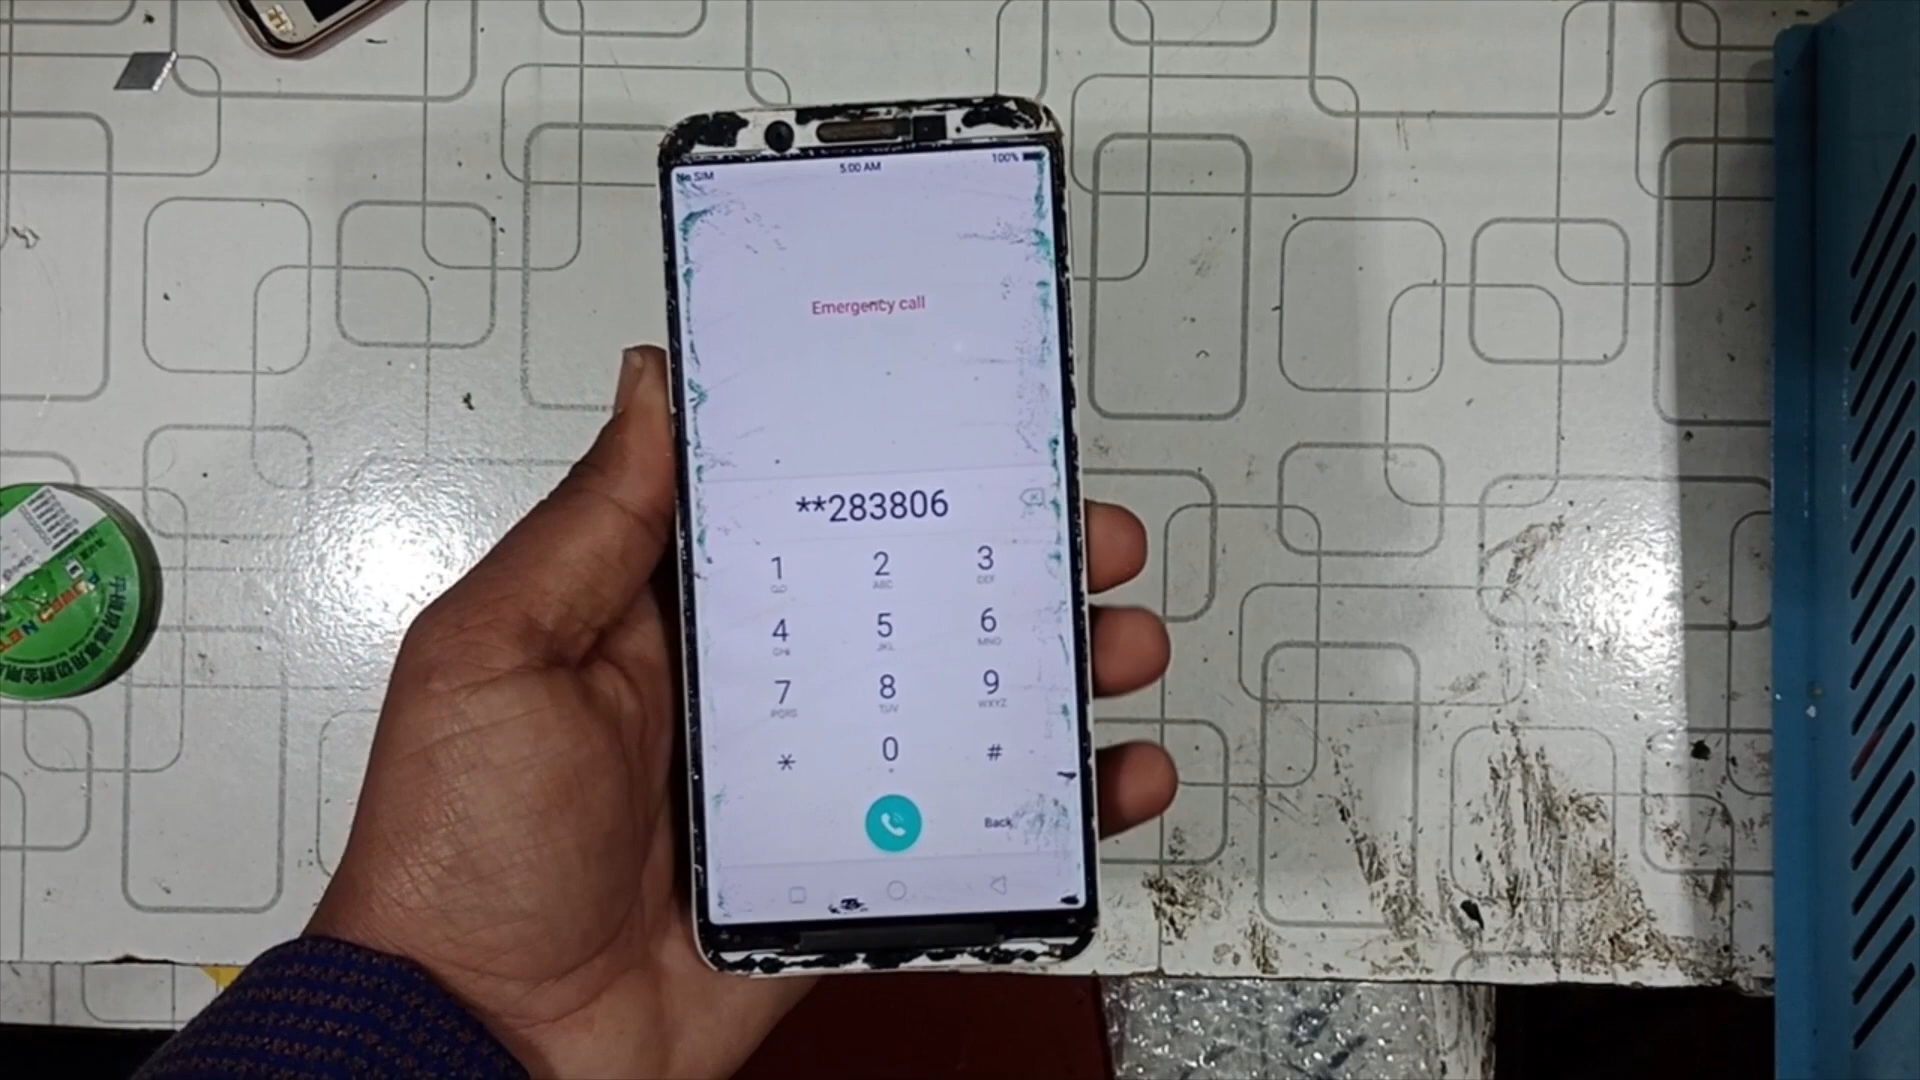 No SIM 5:00 AM 100%
Emergency call
**283806
1 2 3
ABC DEF
4 5 6
GHI JKL MNO
7 8 9
PQRS TUV WXYZ
* 0 #
Back